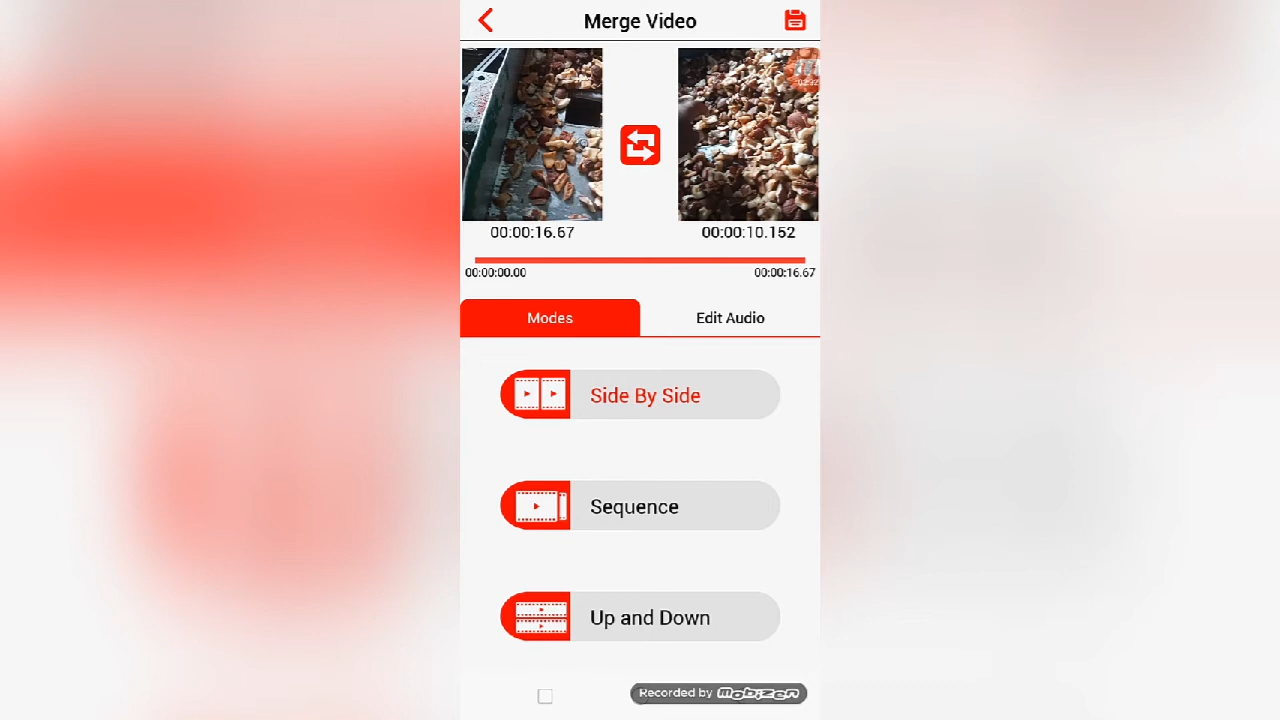 Merge Video
00:00:16.67
00:00:10.152
00:00:00.00
00:00:16.67
Modes
Edit Audio
Side By Side
Sequence
Up and Down
Recorded by Mobizen